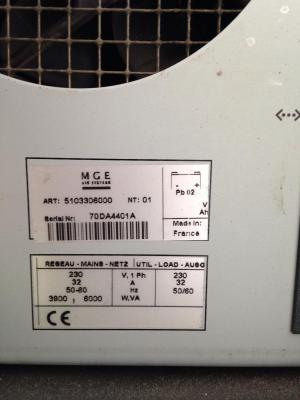 MGE
UPS SYSTEMS
- +
Pb 02
ART: 5103306000 NT: 01
V
Ah
Serial Nr: 70DA4401A
Made in:
France
RESEAU - MAINS - NETZ UTIL - LOAD - AUSG
230 V, 1 Ph 230
32 A 32
50-60 Hz 50/60
3900 ; 6000 W,VA
CE